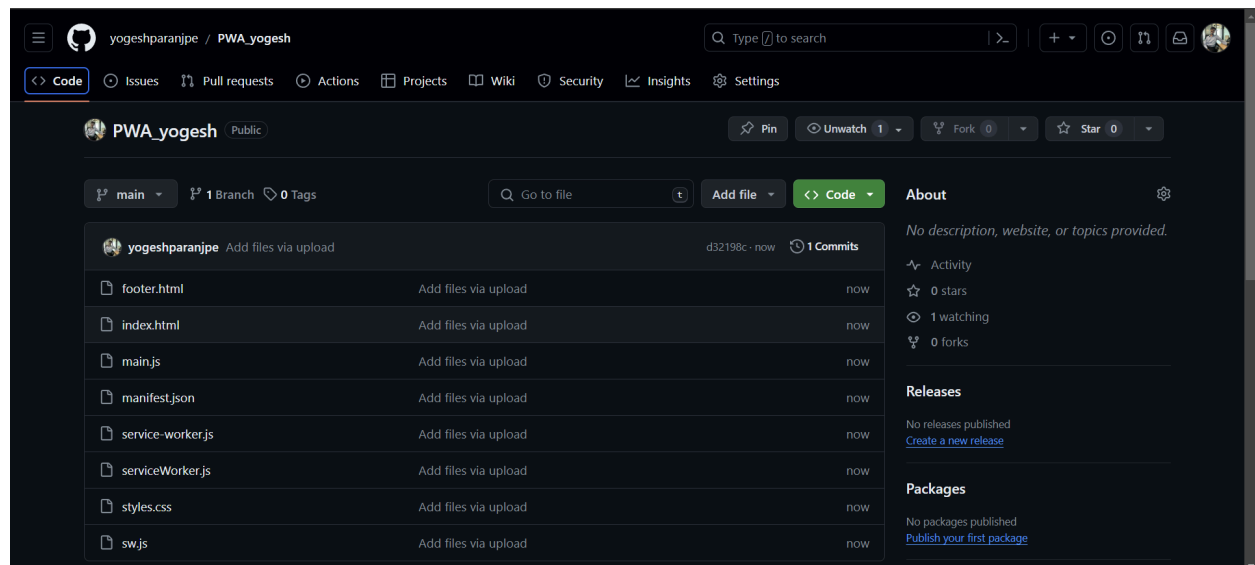 yogeshparanjpe / PWA_yogesh
Type / to search
Code Issues Pull requests Actions Projects Wiki Security Insights Settings
PWA_yogesh Public
Pin Unwatch 1 Fork 0 Star 0
main 1 Branch 0 Tags Go to file t Add file Code
yogeshparanjpe Add files via upload d32198c · now 1 Commits
footer.html Add files via upload now
index.html Add files via upload now
main.js Add files via upload now
manifest.json Add files via upload now
service-worker.js Add files via upload now
serviceWorker.js Add files via upload now
styles.css Add files via upload now
sw.js Add files via upload now
About
No description, website, or topics provided.
Activity
0 stars
1 watching
0 forks
Releases
No releases published
Create a new release
Packages
No packages published
Publish your first package